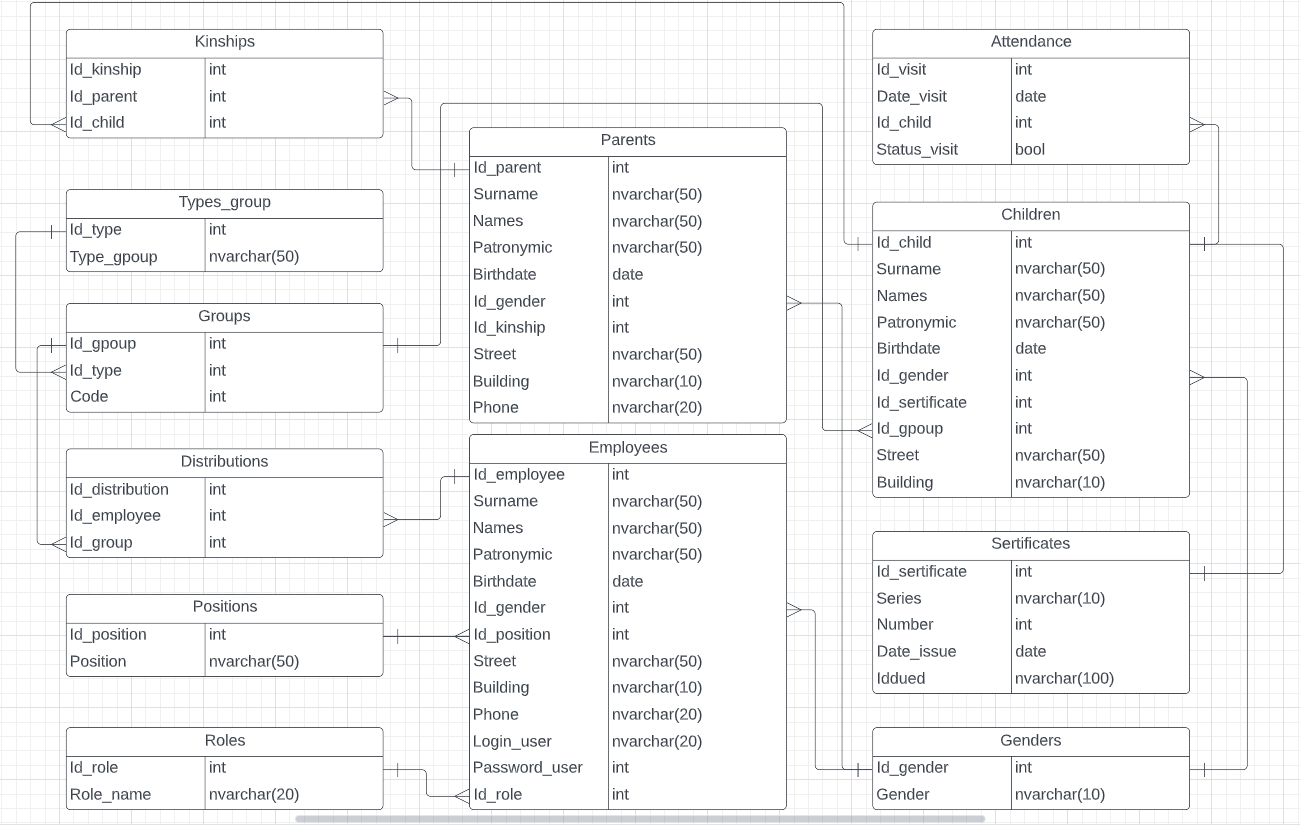 Kinships
Id_kinship int
Id_parent int
Id_child int
Types_group
Id_type int
Type_gpoup nvarchar(50)
Groups
Id_gpoup int
Id_type int
Code int
Distributions
Id_distribution int
Id_employee int
Id_group int
Positions
Id_position int
Position nvarchar(50)
Roles
Id_role int
Role_name nvarchar(20)
Parents
Id_parent int
Surname nvarchar(50)
Names nvarchar(50)
Patronymic nvarchar(50)
Birthdate date
Id_gender int
Id_kinship int
Street nvarchar(50)
Building nvarchar(10)
Phone nvarchar(20)
Employees
Id_employee int
Surname nvarchar(50)
Names nvarchar(50)
Patronymic nvarchar(50)
Birthdate date
Id_gender int
Id_position int
Street nvarchar(50)
Building nvarchar(10)
Phone nvarchar(20)
Login_user nvarchar(20)
Password_user int
Id_role int
Attendance
Id_visit int
Date_visit date
Id_child int
Status_visit bool
Children
Id_child int
Surname nvarchar(50)
Names nvarchar(50)
Patronymic nvarchar(50)
Birthdate date
Id_gender int
Id_sertificate int
Id_gpoup int
Street nvarchar(50)
Building nvarchar(10)
Sertificates
Id_sertificate int
Series nvarchar(10)
Number int
Date_issue date
Iddued nvarchar(100)
Genders
Id_gender int
Gender nvarchar(10)